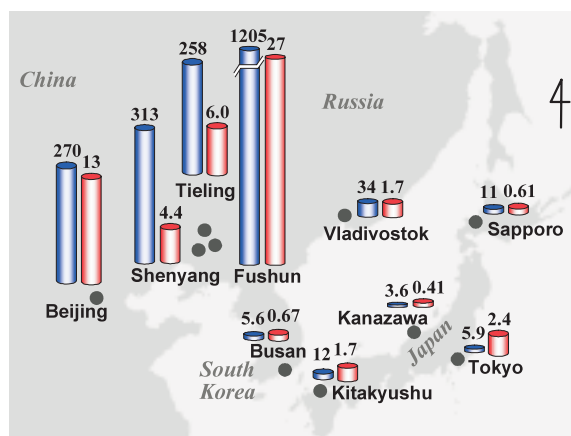 China
Russia
1205 27
258
6.0
313
4.4
270 13
Tieling
34 1.7
11 0.61
Vladivostok
Sapporo
Shenyang
Fushun
Beijing
3.6 0.41
Kanazawa
5.6 0.67
Busan
Japan
5.9 2.4
Tokyo
South
Korea
12 1.7
Kitakyushu
4